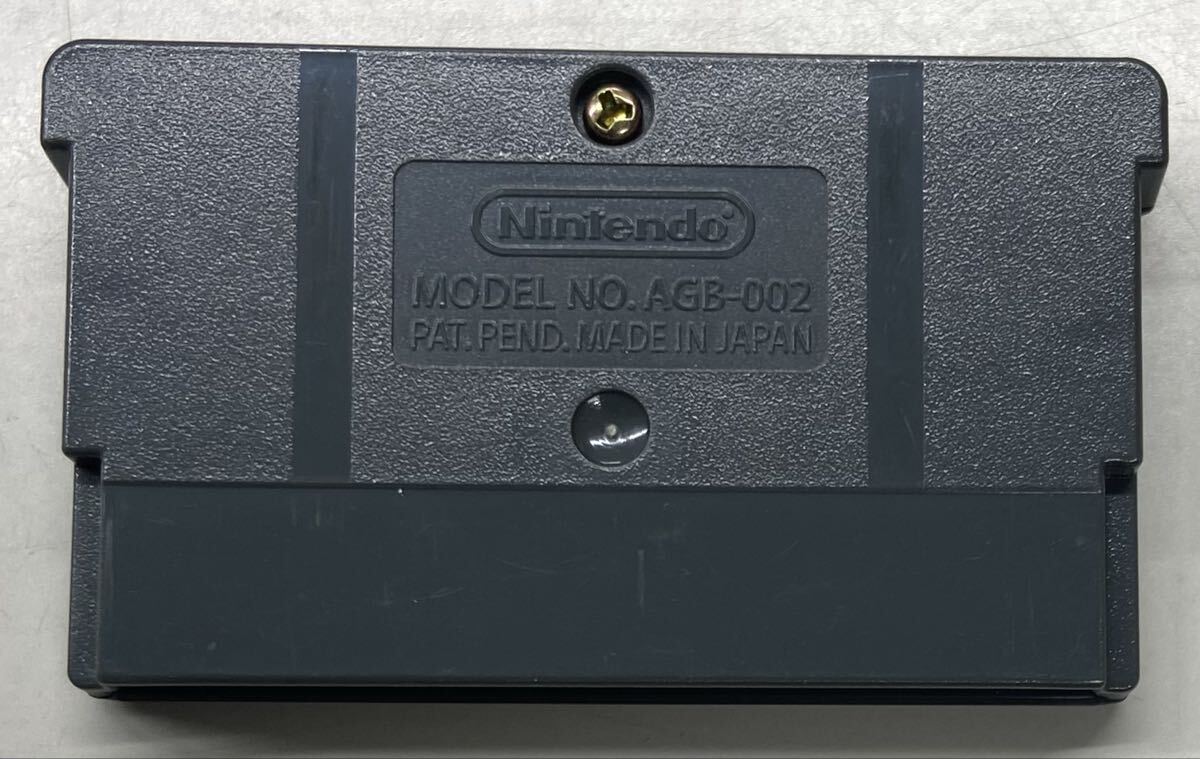 Nintendo
MODEL NO. AGB-002
PAT. PEND. MADE IN JAPAN